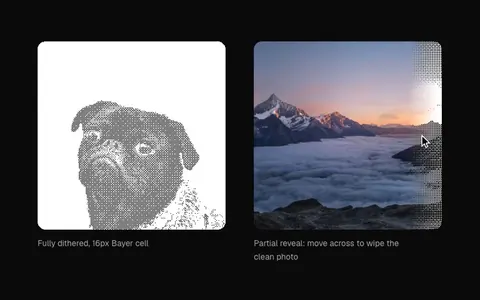 Fully dithered, 16px Bayer cell
Partial reveal: move across to wipe the
clean photo